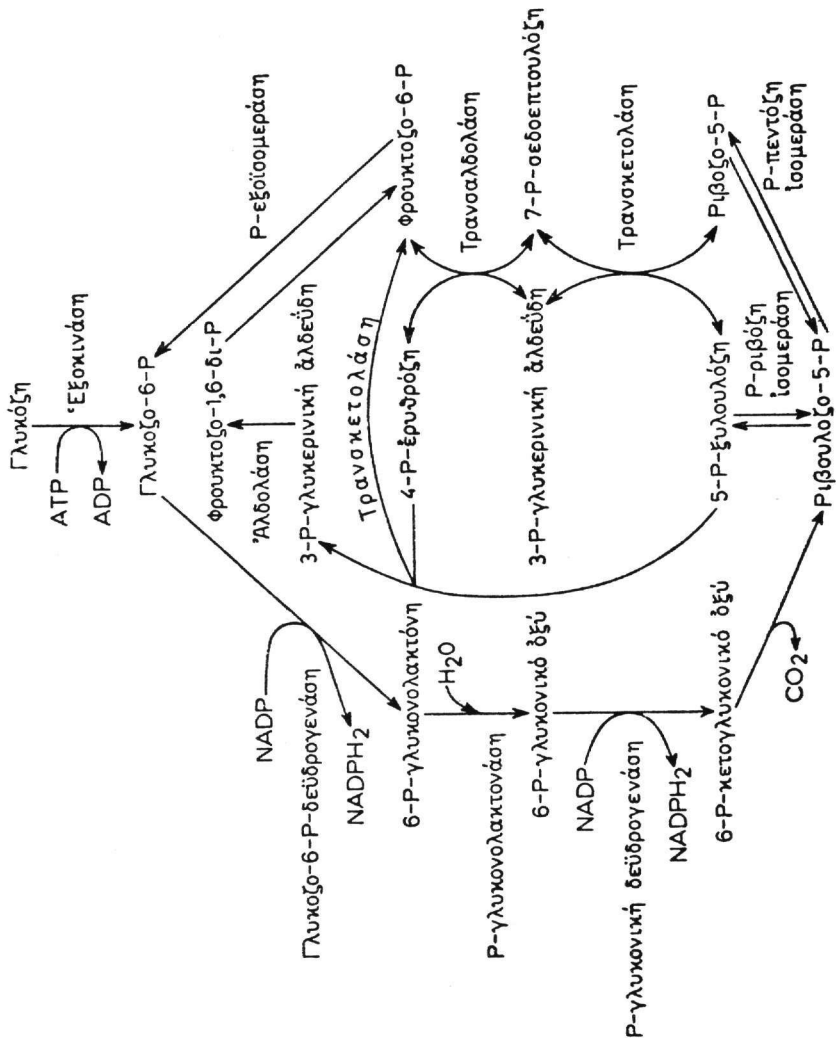 Γλυκόζη
ATP
Ἑξοκινάση
ADP
Γλυκοζο-6-P
P-εξοϊσομεράση
Φρουκτοζο-1,6-δι-P
Ἀλδολάση
3-P-γλυκερινική ἀλδεΰδη
Τρανσκετολάση
Φρουκτοζο-6-P
NADP
Γλυκοζο-6-P-δεϋδρογενάση
NADPH2
6-P-γλυκονολακτόνη
4-P-ἐρυθρόζη
Τρανσαλδολάση
H2O
P-γλυκονολακτονάση
6-P-γλυκονικό ὀξύ
3-P-γλυκερινική ἀλδεΰδη
7-P-σεδοεπτουλόζη
NADP
P-γλυκονική δεϋδρογενάση
NADPH2
Τρανσκετολάση
6-P-κετογλυκονικό ὀξύ
5-P-ξυλουλόζη
Ριβοζο-5-P
P-ριβόζη
ἰσομεράση
P-πεντόζη
ἰσομεράση
CO2
Ριβουλοζο-5-P